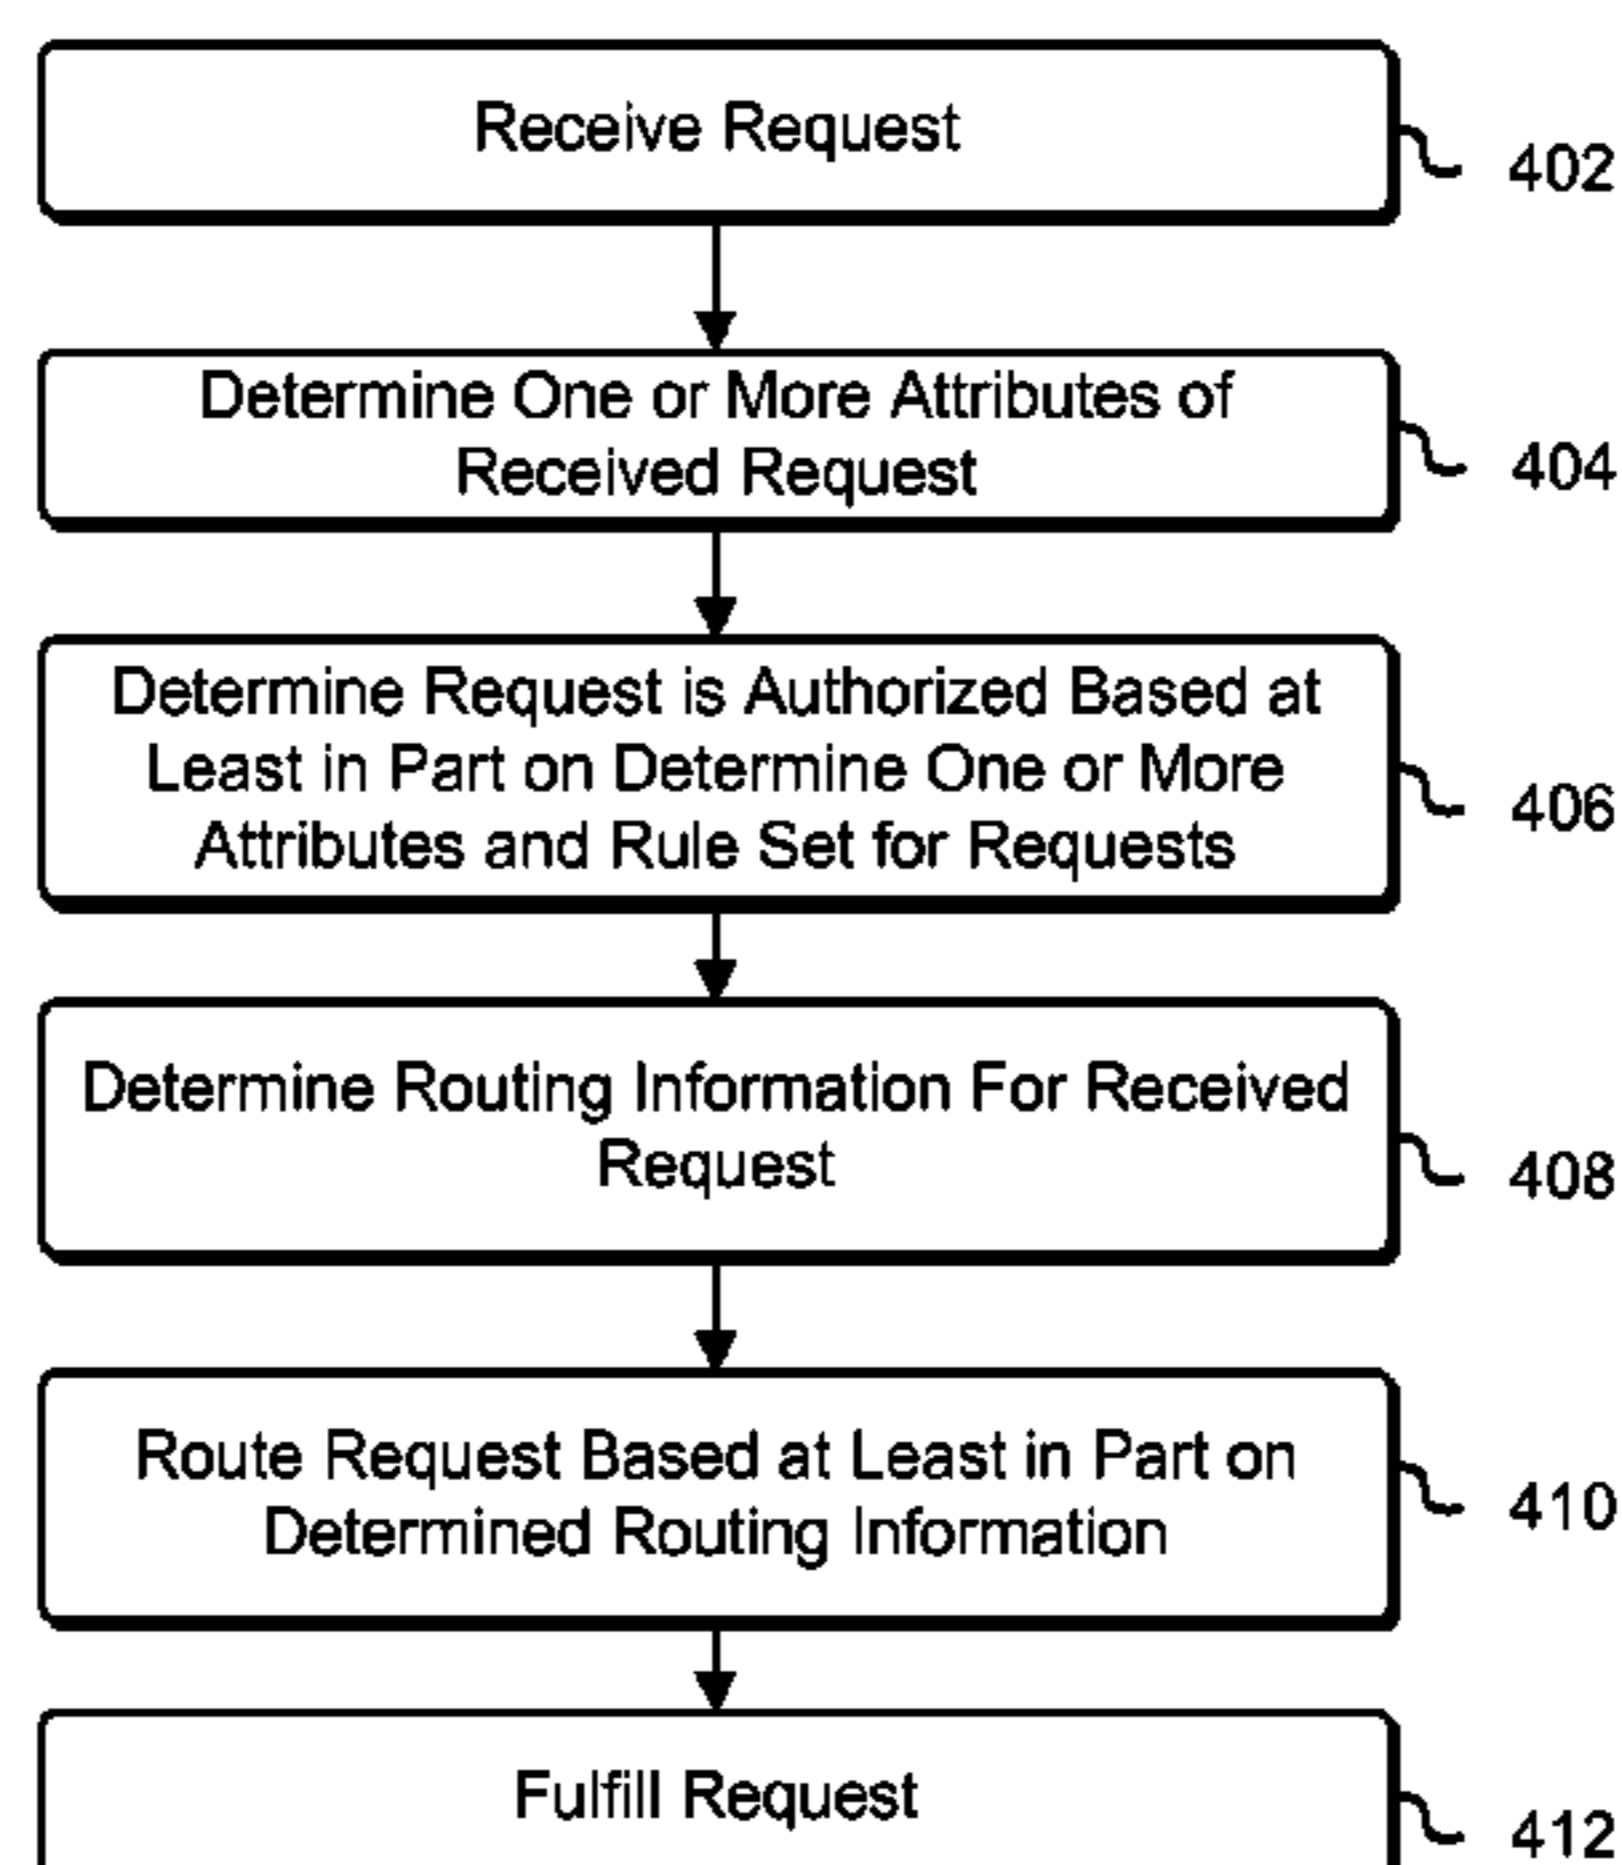 Receive Request
402
Determine One or More Attributes of
Received Request
404
Determine Request is Authorized Based at
Least in Part on Determine One or More
Attributes and Rule Set for Requests
406
Determine Routing Information For Received
Request
408
Route Request Based at Least in Part on
Determined Routing Information
410
Fulfill Request
412